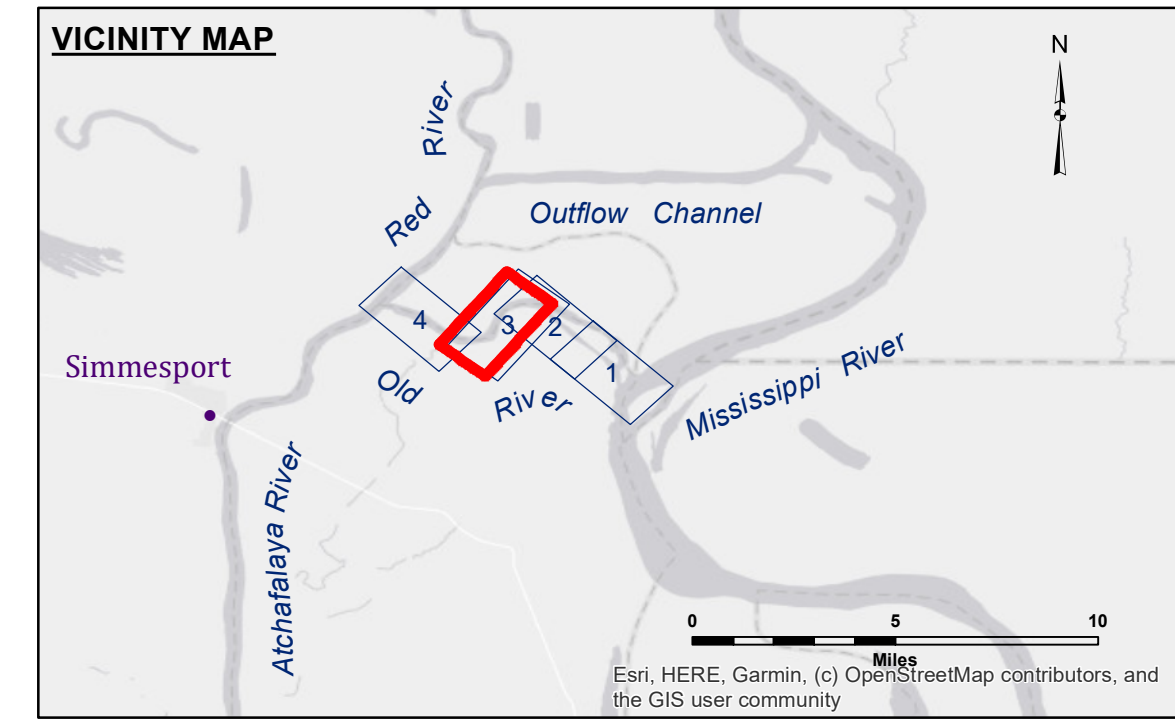 VICINITY MAP
N
Red River
Outflow Channel
4
3
2
1
Simmesport
Old River
Mississippi River
Atchafalaya River
0 5 10
Miles
Esri, HERE, Garmin, (c) OpenStreetMap contributors, and
the GIS user community